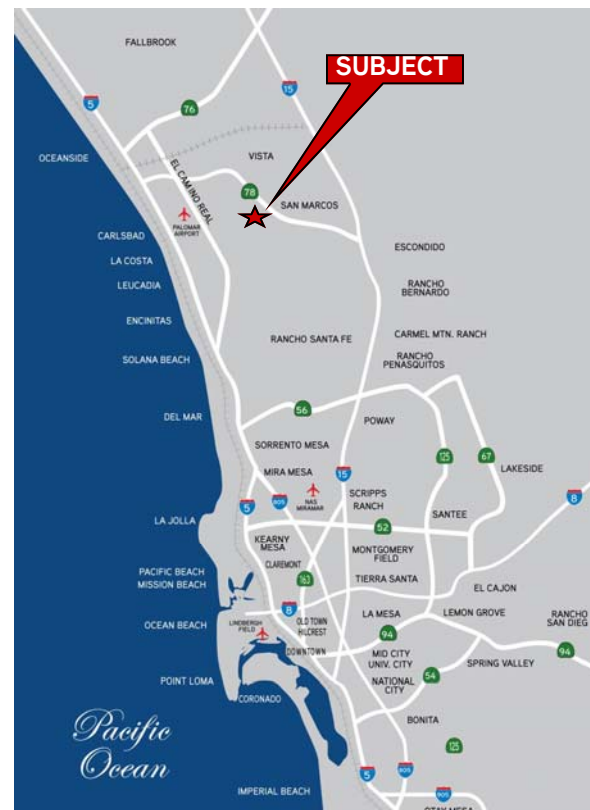 FALLBROOK
SUBJECT
5
15
76
OCEANSIDE
VISTA
EL CAMINO REAL
78
SAN MARCOS
PALOMAR
AIRPORT
CARLSBAD
ESCONDIDO
LA COSTA
LEUCADIA
RANCHO
BERNARDO
ENCINITAS
RANCHO SANTA FE
CARMEL MTN. RANCH
SOLANA BEACH
RANCHO
PENASQUITOS
56
DEL MAR
POWAY
SORRENTO MESA
125
67
MIRA MESA
15
LAKESIDE
8
5
805
NAS
MIRAMAR
SCRIPPS
RANCH
SANTEE
LA JOLLA
52
KEARNY
MESA
MONTGOMERY
FIELD
CLAREMONT
PACIFIC BEACH
MISSION BEACH
163
TIERRA SANTA
EL CAJON
8
OCEAN BEACH
LINDBERGH
FIELD
OLD TOWN
HILCREST
LA MESA
LEMON GROVE
RANCHO
SAN DIEG
94
DOWNTOWN
MID CITY
UNIV. CITY
SPRING VALLEY
94
POINT LOMA
54
NATIONAL
CITY
CORONADO
BONITA
Pacific
Ocean
125
5
805
IMPERIAL BEACH
905
OTAY MESA